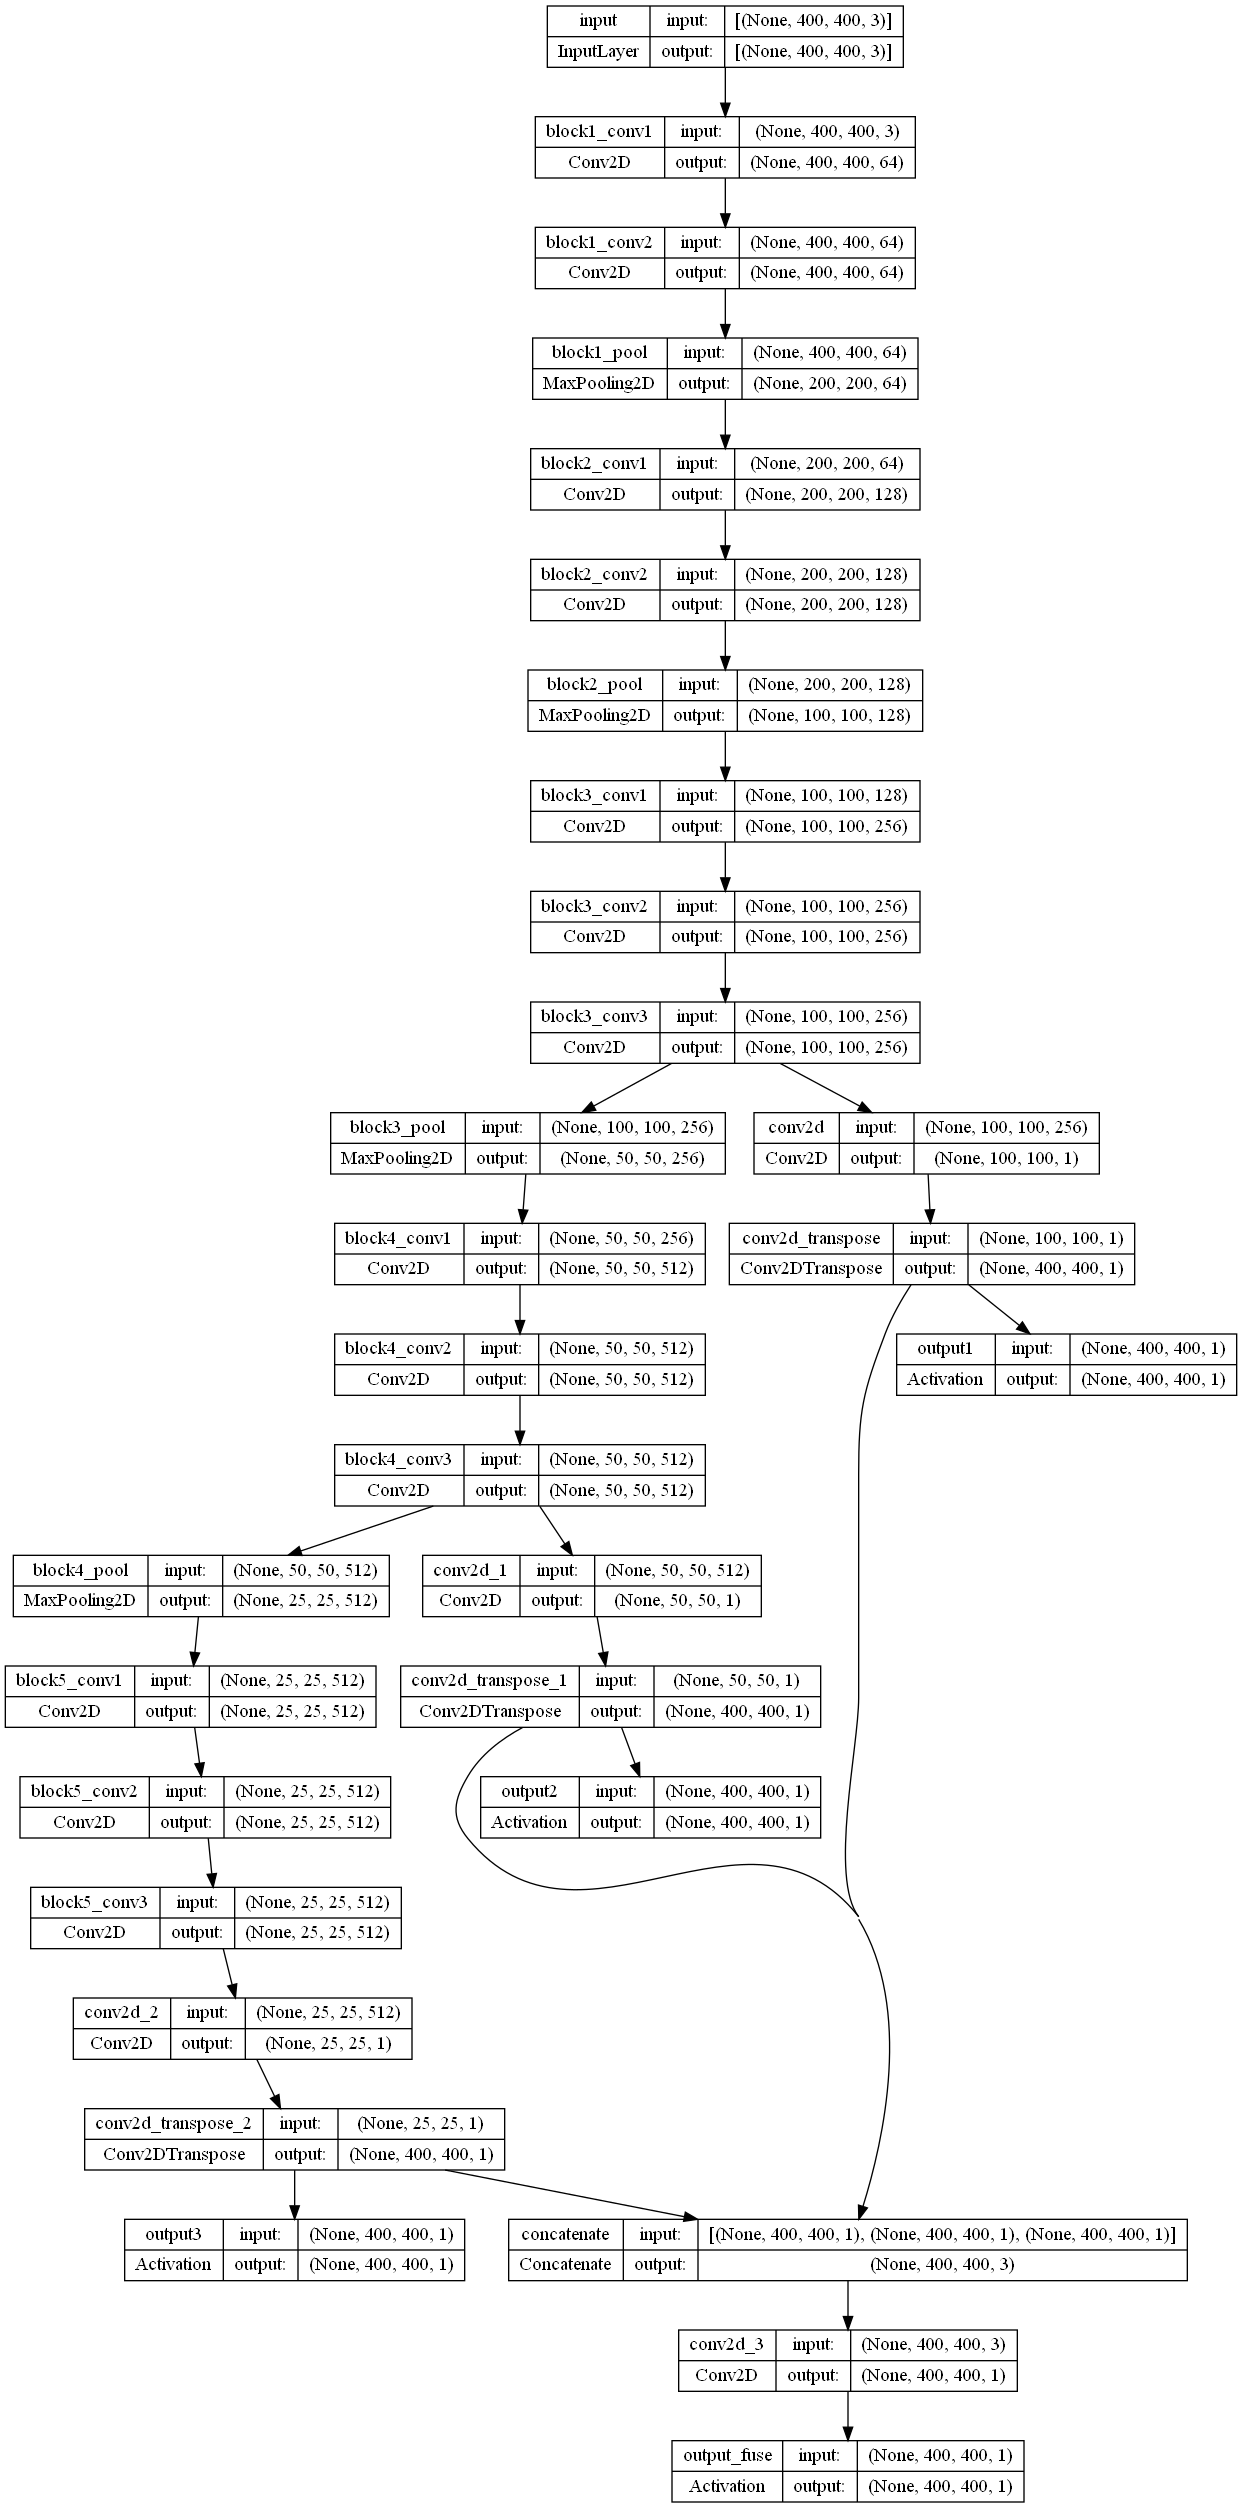 input input: [(None, 400, 400, 3)]
InputLayer output: [(None, 400, 400, 3)]
block1_conv1 input: (None, 400, 400, 3)
Conv2D output: (None, 400, 400, 64)
block1_conv2 input: (None, 400, 400, 64)
Conv2D output: (None, 400, 400, 64)
block1_pool input: (None, 400, 400, 64)
MaxPooling2D output: (None, 200, 200, 64)
block2_conv1 input: (None, 200, 200, 64)
Conv2D output: (None, 200, 200, 128)
block2_conv2 input: (None, 200, 200, 128)
Conv2D output: (None, 200, 200, 128)
block2_pool input: (None, 200, 200, 128)
MaxPooling2D output: (None, 100, 100, 128)
block3_conv1 input: (None, 100, 100, 128)
Conv2D output: (None, 100, 100, 256)
block3_conv2 input: (None, 100, 100, 256)
Conv2D output: (None, 100, 100, 256)
block3_conv3 input: (None, 100, 100, 256)
Conv2D output: (None, 100, 100, 256)
block3_pool input: (None, 100, 100, 256)
MaxPooling2D output: (None, 50, 50, 256)
conv2d input: (None, 100, 100, 256)
Conv2D output: (None, 100, 100, 1)
block4_conv1 input: (None, 50, 50, 256)
Conv2D output: (None, 50, 50, 512)
conv2d_transpose input: (None, 100, 100, 1)
Conv2DTranspose output: (None, 400, 400, 1)
block4_conv2 input: (None, 50, 50, 512)
Conv2D output: (None, 50, 50, 512)
output1 input: (None, 400, 400, 1)
Activation output: (None, 400, 400, 1)
block4_conv3 input: (None, 50, 50, 512)
Conv2D output: (None, 50, 50, 512)
block4_pool input: (None, 50, 50, 512)
MaxPooling2D output: (None, 25, 25, 512)
conv2d_1 input: (None, 50, 50, 512)
Conv2D output: (None, 50, 50, 1)
block5_conv1 input: (None, 25, 25, 512)
Conv2D output: (None, 25, 25, 512)
conv2d_transpose_1 input: (None, 50, 50, 1)
Conv2DTranspose output: (None, 400, 400, 1)
block5_conv2 input: (None, 25, 25, 512)
Conv2D output: (None, 25, 25, 512)
output2 input: (None, 400, 400, 1)
Activation output: (None, 400, 400, 1)
block5_conv3 input: (None, 25, 25, 512)
Conv2D output: (None, 25, 25, 512)
conv2d_2 input: (None, 25, 25, 512)
Conv2D output: (None, 25, 25, 1)
conv2d_transpose_2 input: (None, 25, 25, 1)
Conv2DTranspose output: (None, 400, 400, 1)
output3 input: (None, 400, 400, 1)
Activation output: (None, 400, 400, 1)
concatenate input: [(None, 400, 400, 1), (None, 400, 400, 1), (None, 400, 400, 1)]
Concatenate output: (None, 400, 400, 3)
conv2d_3 input: (None, 400, 400, 3)
Conv2D output: (None, 400, 400, 1)
output_fuse input: (None, 400, 400, 1)
Activation output: (None, 400, 400, 1)